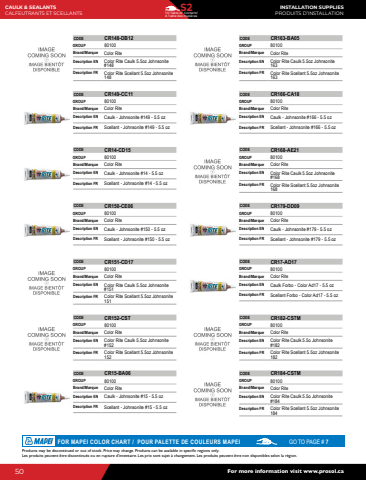 CAULK & SEALANTS
CALFEUTRANTS ET SCELLANTS
52
INSTALLATION SUPPLIES
PRODUITS D'INSTALLATION
IMAGE
COMING SOON
IMAGE BIENTÔT
DISPONIBLE
CODE CR148-DB12
GROUP 80100
Brand/Marque Color Rite
Description EN Color Rite Caulk 5.5oz Johnsonite
#148
Description FR Color Rite Scellant 5.5oz Johnsonite
148
CODE CR149-CC11
GROUP 80100
Brand/Marque Color Rite
Description EN Caulk - Johnsonite #149 - 5.5 oz
Description FR Scellant - Johnsonite #149 - 5.5 oz
CODE CR14-CD15
GROUP 80100
Brand/Marque Color Rite
Description EN Caulk - Johnsonite #14 - 5.5 oz
Description FR Scellant - Johnsonite #14 - 5.5 oz
CODE CR150-CE06
GROUP 80100
Brand/Marque Color Rite
Description EN Caulk - Johnsonite #150 - 5.5 oz
Description FR Scellant - Johnsonite #150 - 5.5 oz
IMAGE
COMING SOON
IMAGE BIENTÔT
DISPONIBLE
CODE CR151-CD17
GROUP 80100
Brand/Marque Color Rite
Description EN Color Rite Caulk 5.5oz Johnsonite
#151
Description FR Color Rite Scellant 5.5oz Johnsonite
151
IMAGE
COMING SOON
IMAGE BIENTÔT
DISPONIBLE
CODE CR152-CST
GROUP 80100
Brand/Marque Color Rite
Description EN Color Rite Caulk 5.5oz Johnsonite
#152
Description FR Color Rite Scellant 5.5oz Johnsonite
152
CODE CR15-BA06
GROUP 80100
Brand/Marque Color Rite
Description EN Caulk - Johnsonite #15 - 5.5 oz
Description FR Scellant - Johnsonite #15 - 5.5 oz
IMAGE
COMING SOON
IMAGE BIENTÔT
DISPONIBLE
CODE CR163-BA05
GROUP 80100
Brand/Marque Color Rite
Description EN Color Rite Caulk 5.5oz Johnsonite
163
Description FR Color Rite Scellant 5.5oz Johnsonite
163
CODE CR166-CA18
GROUP 80100
Brand/Marque Color Rite
Description EN Caulk - Johnsonite #166 - 5.5 oz
Description FR Scellant - Johnsonite #166 - 5.5 oz
IMAGE
COMING SOON
IMAGE BIENTÔT
DISPONIBLE
CODE CR168-AE21
GROUP 80100
Brand/Marque Color Rite
Description EN Color Rite Caulk 5.5oz Johnsonite
#168
Description FR Color Rite Scellant 5.5oz Johnsonite
168
CODE CR179-DD09
GROUP 80100
Brand/Marque Color Rite
Description EN Caulk - Johnsonite #179 - 5.5 oz
Description FR Scellant - Johnsonite #179 - 5.5 oz
CODE CR17-AD17
GROUP 80100
Brand/Marque Color Rite
Description EN Caulk Forbo - Color Ad17 - 5.5 oz
Description FR Scellant Forbo - Color Ad17 - 5.5 oz
IMAGE
COMING SOON
IMAGE BIENTÔT
DISPONIBLE
CODE CR182-CSTM
GROUP 80100
Brand/Marque Color Rite
Description EN Color Rite Caulk 5.5oz Johnsonite
#182
Description FR Color Rite Scellant 5.5oz Johnsonite
182
IMAGE
COMING SOON
IMAGE BIENTÔT
DISPONIBLE
CODE CR184-CSTM
GROUP 80100
Brand/Marque Color Rite
Description EN Color Rite Caulk 5.5oz Johnsonite
#184
Description FR Color Rite Scellant 5.5oz Johnsonite
184
MAPEI FOR MAPEI COLOR CHART / POUR PALETTE DE COULEURS MAPEI GO TO PAGE # 7
Products may be discontinued or out of stock. Price may change. Products can be available in specific regions only.
Les produits peuvent être discontinués ou en rupture d'inventaire. Les prix sont sujet à changement. Les produits peuvent être non disponibles selon la région.
50
For more information visit www.prosol.ca